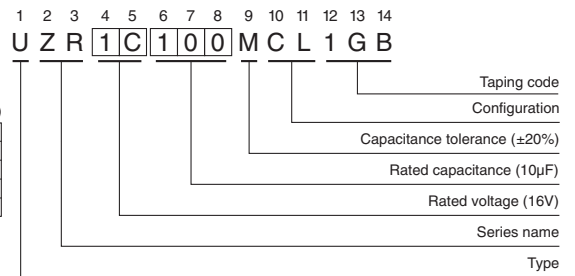 1 2 3 4 5 6 7 8 9 10 11 12 13 14
U Z R 1 C 1 0 0 M C L 1 G B
Taping code
Configuration
Capacitance tolerance (±20%)
Rated capacitance (10µF)
Rated voltage (16V)
Series name
Type